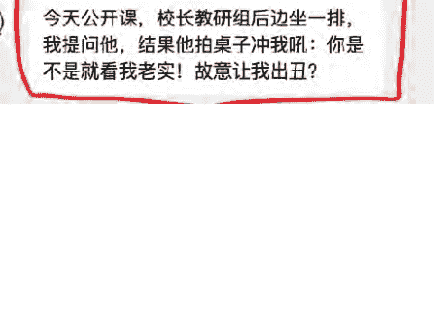 今天公开课，校长教研组后边坐一排，
我提问他，结果他拍桌子冲我吼：你是
不是就看我老实！故意让我出丑？